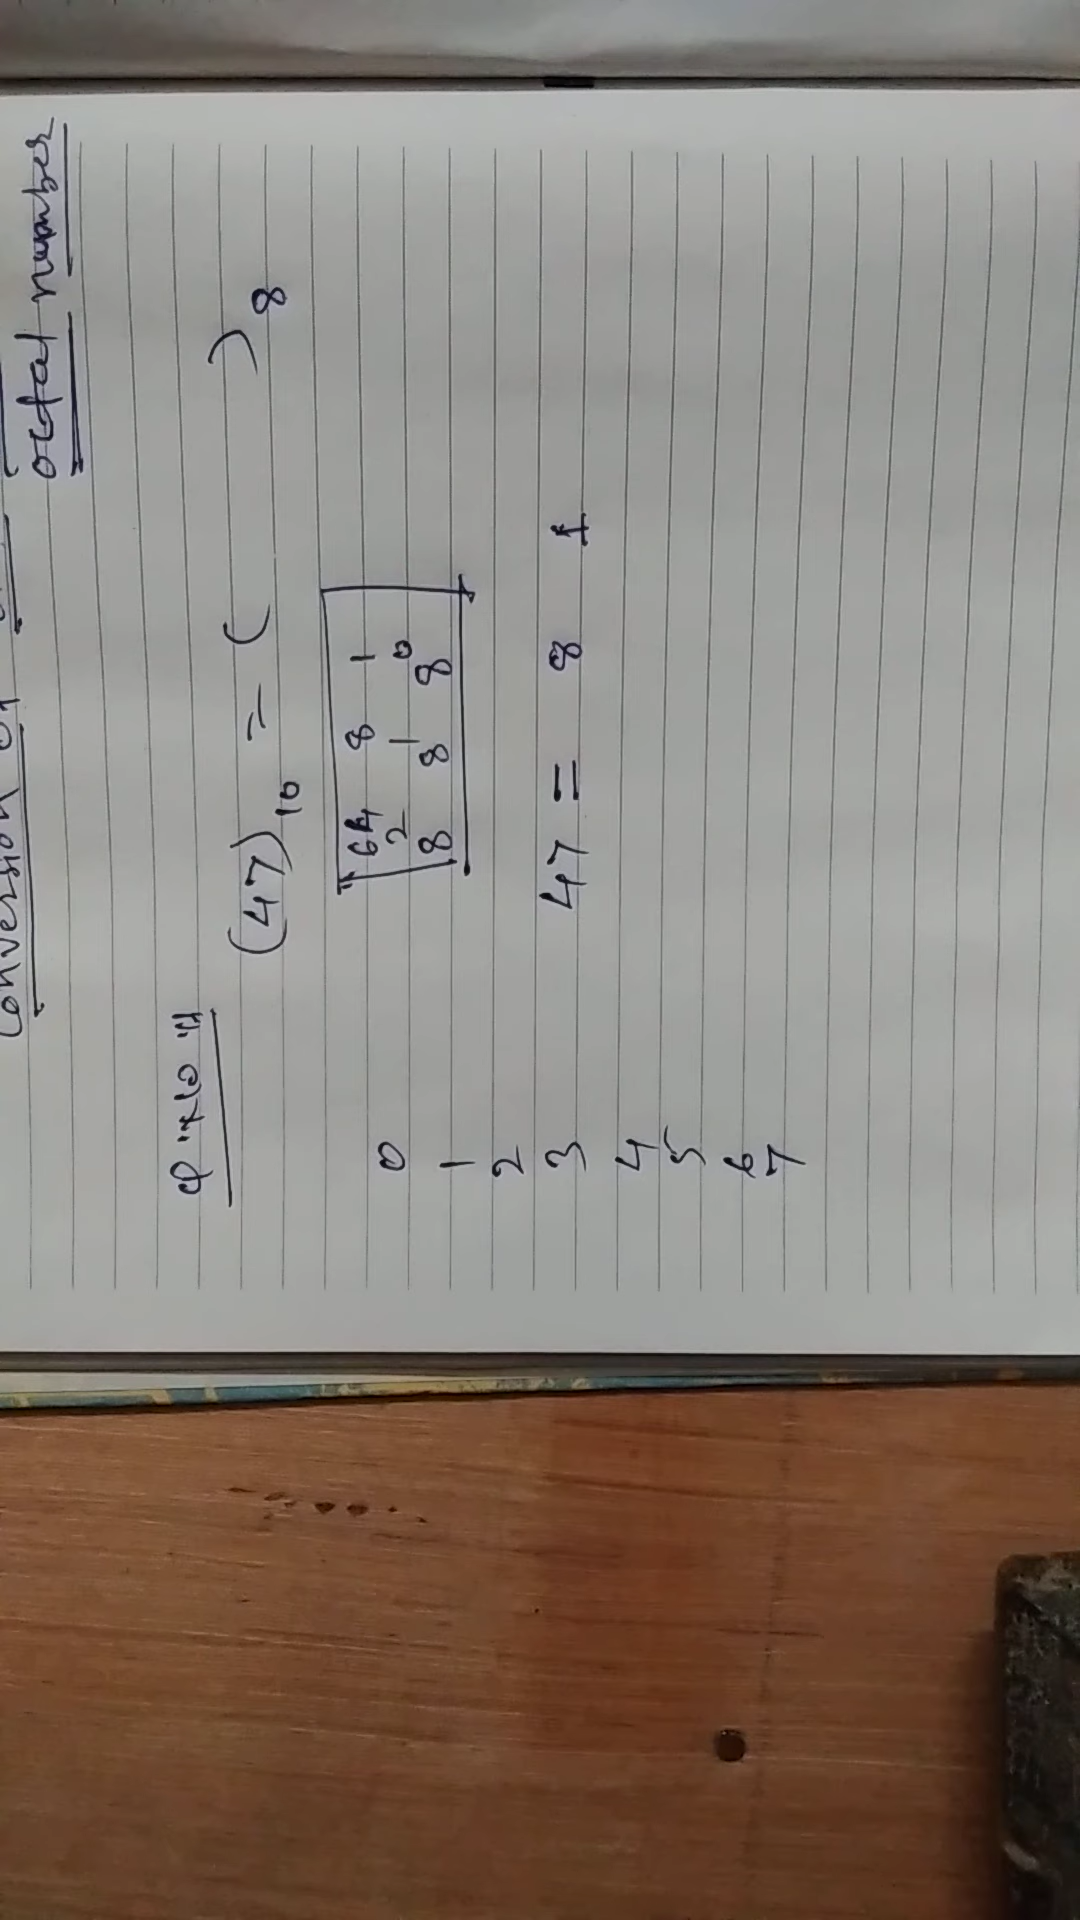 Conversion of
octal number
(47)10 = ( )8
64 8 1
8^2 8^1 8^0
47 = 8 1
0
1
2
3
4
5
6
7